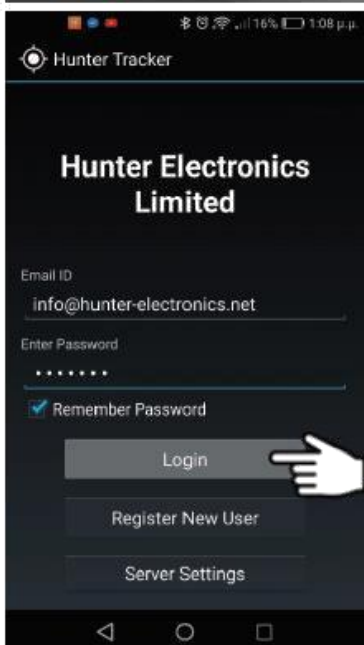 16% 1:08 μ.μ.
Hunter Tracker
Hunter Electronics
Limited
Email ID
info@hunter-electronics.net
Enter Password
•••••••
Remember Password
Login
Register New User
Server Settings